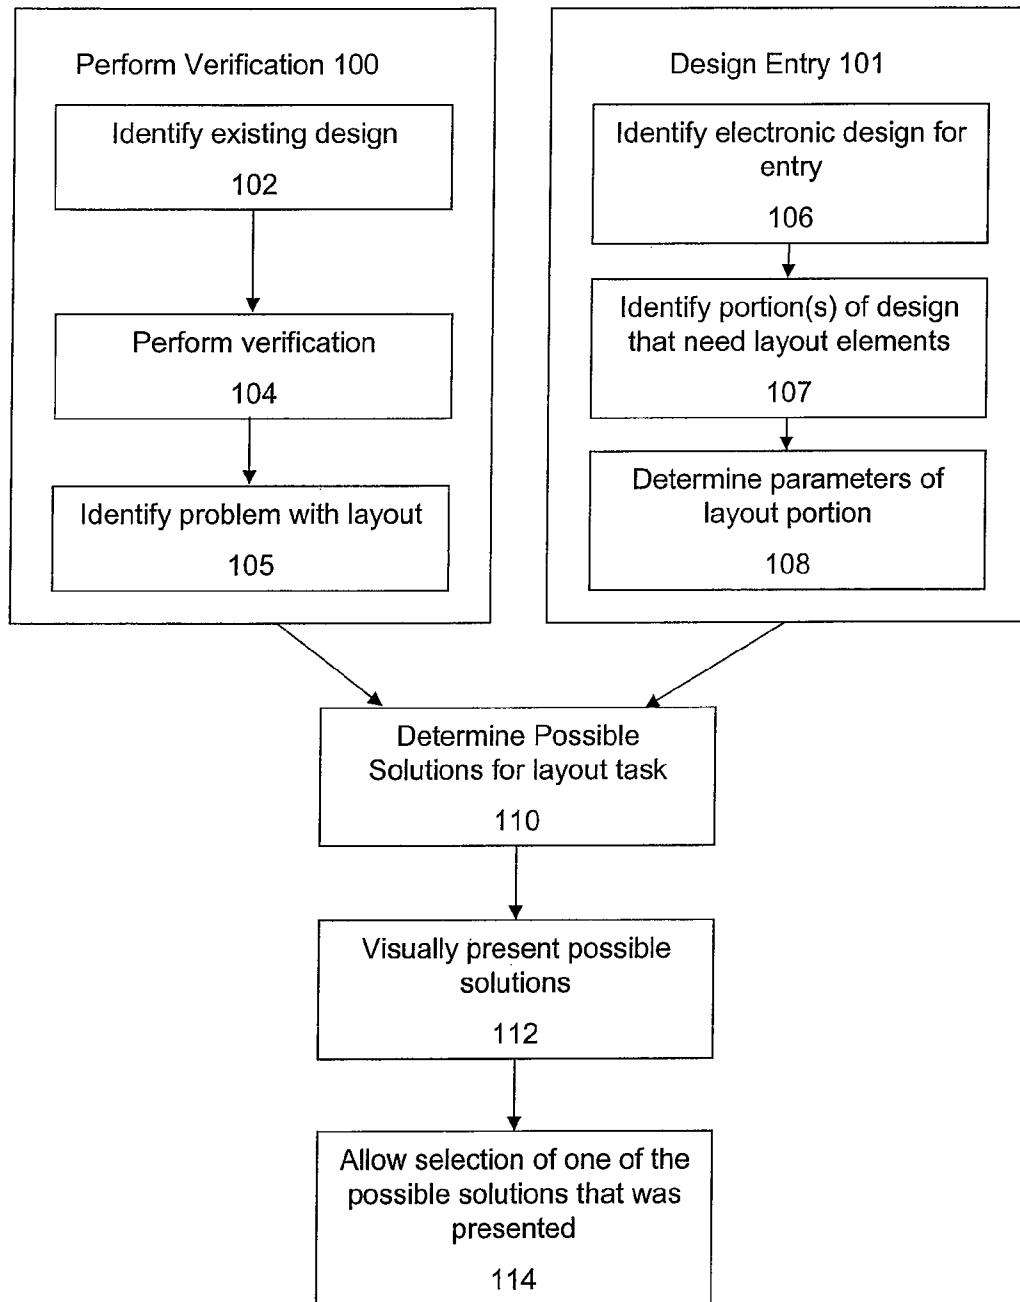 Perform Verification 100
Identify existing design
102
Perform verification
104
Identify problem with layout
105
Design Entry 101
Identify electronic design for
entry
106
Identify portion(s) of design
that need layout elements
107
Determine parameters of
layout portion
108
Determine Possible
Solutions for layout task
110
Visually present possible
solutions
112
Allow selection of one of the
possible solutions that was
presented
114